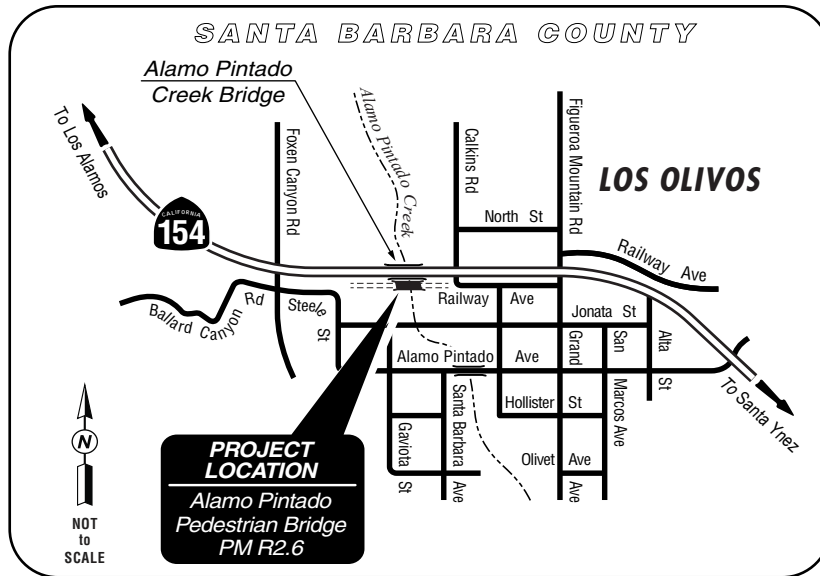 SANTA BARBARA COUNTY
Alamo Pintado
Creek Bridge
To Los Alamos
CALIFORNIA
154
Foxen Canyon Rd
Alamo Pintado Creek
Calkins Rd
Figueroa Mountain Rd
LOS OLIVOS
North St
Railway Ave
Ballard Canyon Rd
Steele St
Railway Ave
Jonata St
Alamo Pintado Ave
Grand Ave
San Marcos Ave
Alta St
To Santa Ynez
Hollister St
Gaviota St
Santa Barbara Ave
Olivet Ave
N
NOT
to
SCALE
PROJECT
LOCATION
Alamo Pintado
Pedestrian Bridge
PM R2.6